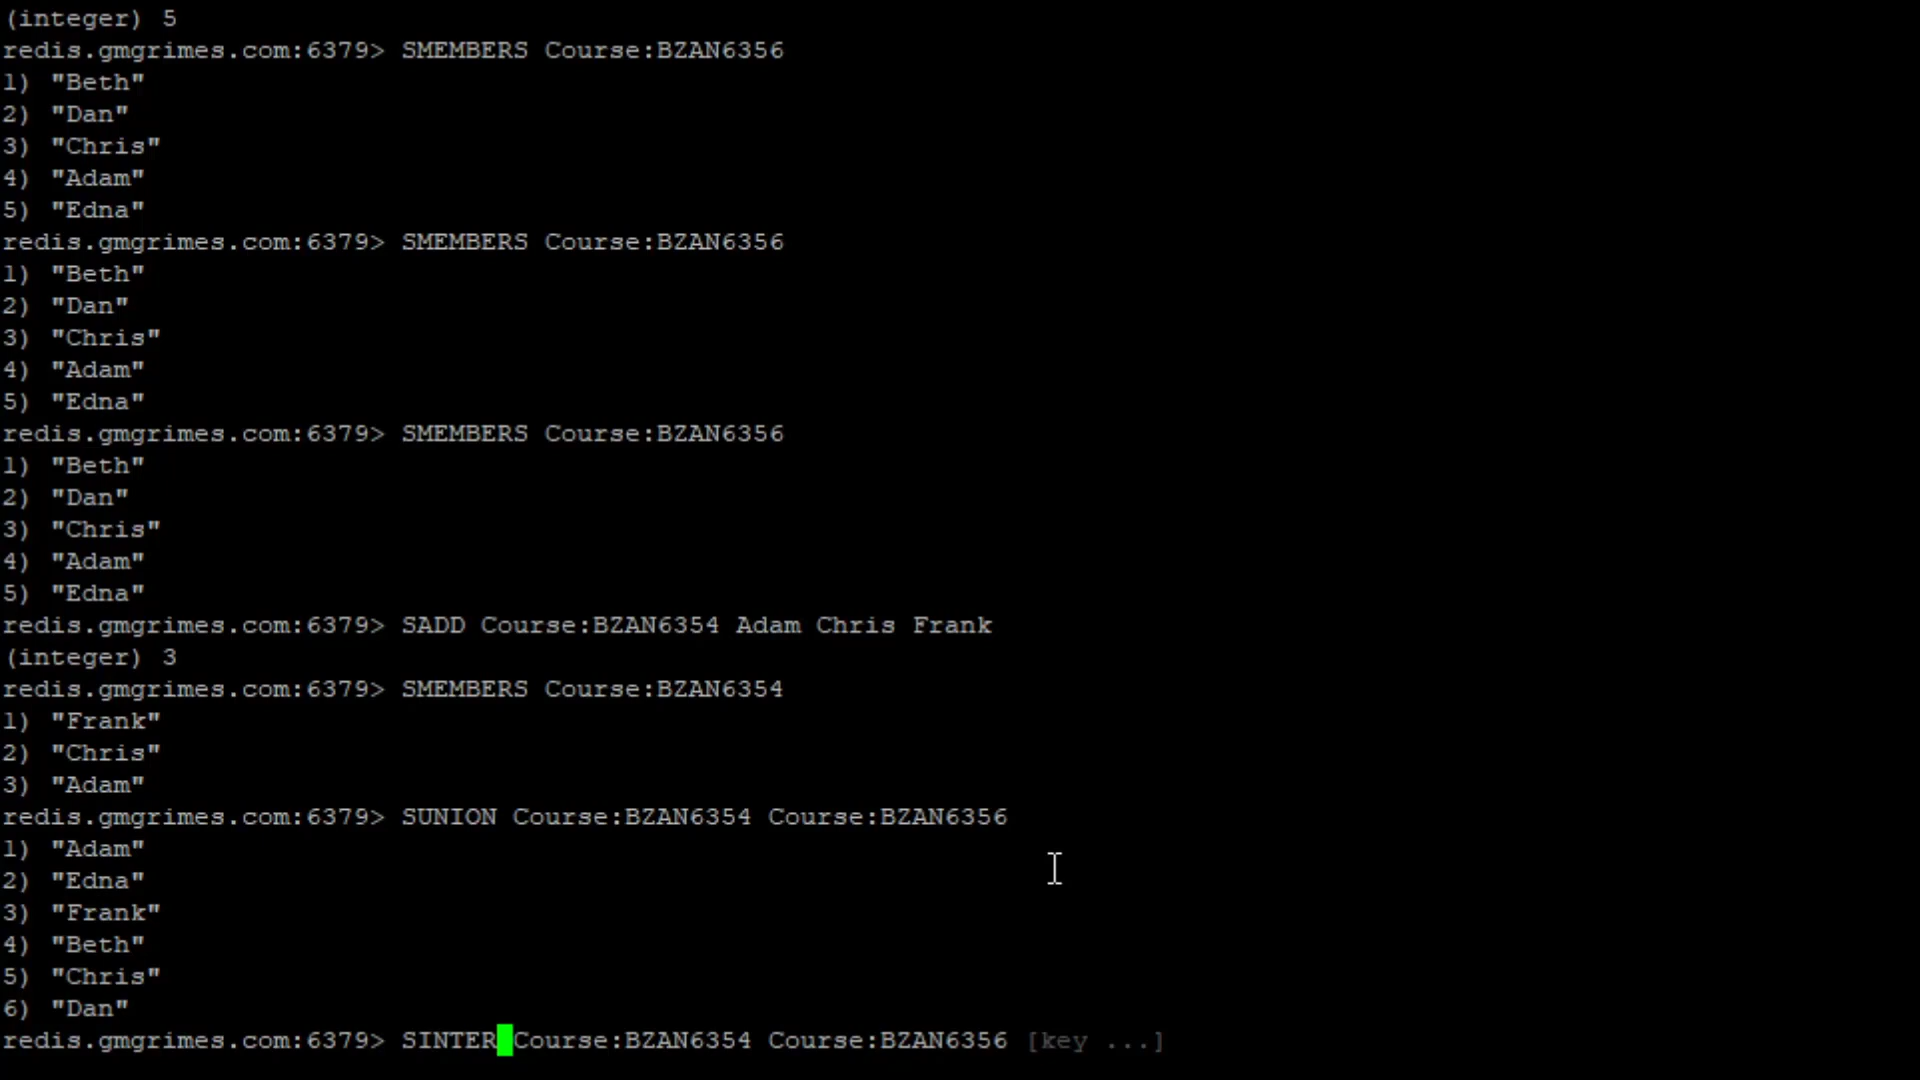 (integer) 5
redis.gmgrimes.com:6379> SMEMBERS Course:BZAN6356
1) "Beth"
2) "Dan"
3) "Chris"
4) "Adam"
5) "Edna"
redis.gmgrimes.com:6379> SMEMBERS Course:BZAN6356
1) "Beth"
2) "Dan"
3) "Chris"
4) "Adam"
5) "Edna"
redis.gmgrimes.com:6379> SMEMBERS Course:BZAN6356
1) "Beth"
2) "Dan"
3) "Chris"
4) "Adam"
5) "Edna"
redis.gmgrimes.com:6379> SADD Course:BZAN6354 Adam Chris Frank
(integer) 3
redis.gmgrimes.com:6379> SMEMBERS Course:BZAN6354
1) "Frank"
2) "Chris"
3) "Adam"
redis.gmgrimes.com:6379> SUNION Course:BZAN6354 Course:BZAN6356
1) "Adam"
2) "Edna"
3) "Frank"
4) "Beth"
5) "Chris"
6) "Dan"
redis.gmgrimes.com:6379> SINTER Course:BZAN6354 Course:BZAN6356 [key ...]